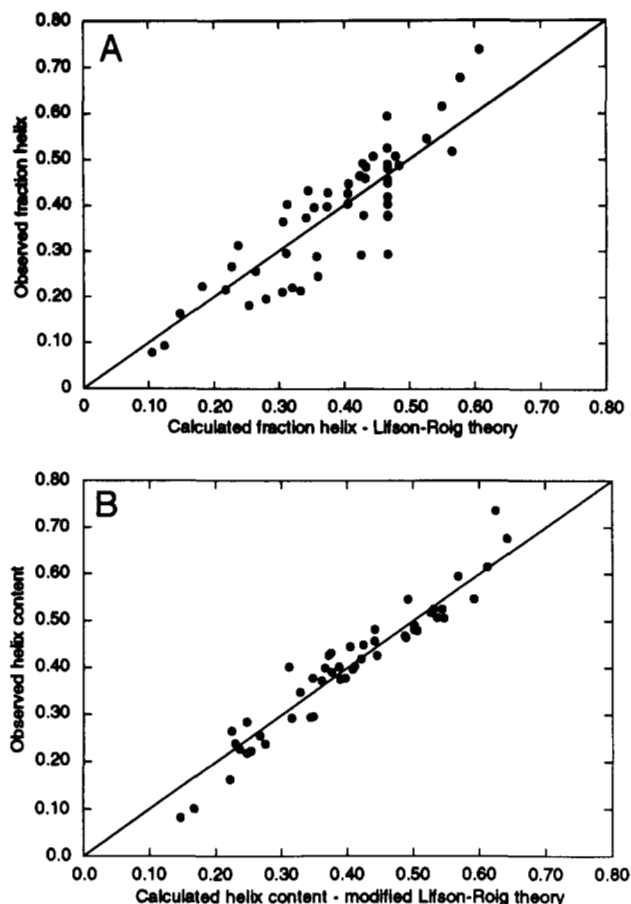 A
0.80
0.70
0.60
0.50
0.40
0.30
0.20
0.10
0
Observed fraction helix
0 0.10 0.20 0.30 0.40 0.50 0.60 0.70 0.80
Calculated fraction helix - Lifson-Roig theory
B
0.80
0.70
0.60
0.50
0.40
0.30
0.20
0.10
0.0
Observed helix content
0.00 0.10 0.20 0.30 0.40 0.50 0.60 0.70 0.80
Calculated helix content - modified Lifson-Roig theory